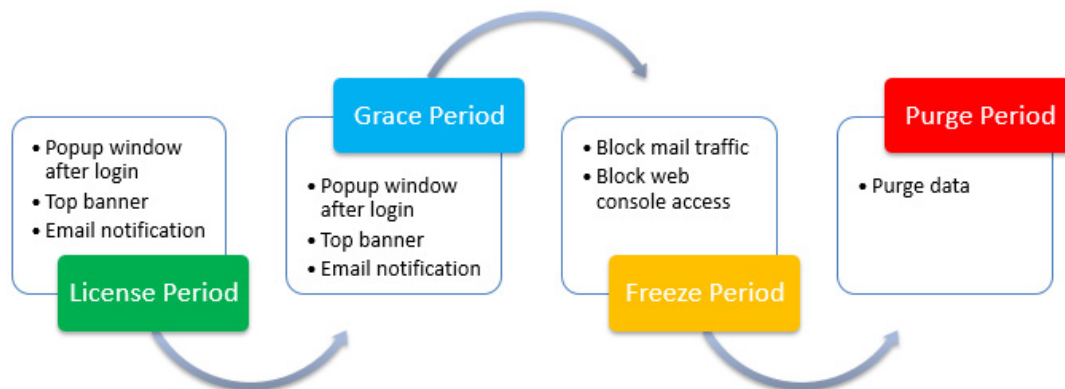 • Popup window
after login
• Top banner
• Email notification
License Period
Grace Period
• Popup window
after login
• Top banner
• Email notification
• Block mail traffic
• Block web
console access
Freeze Period
Purge Period
• Purge data